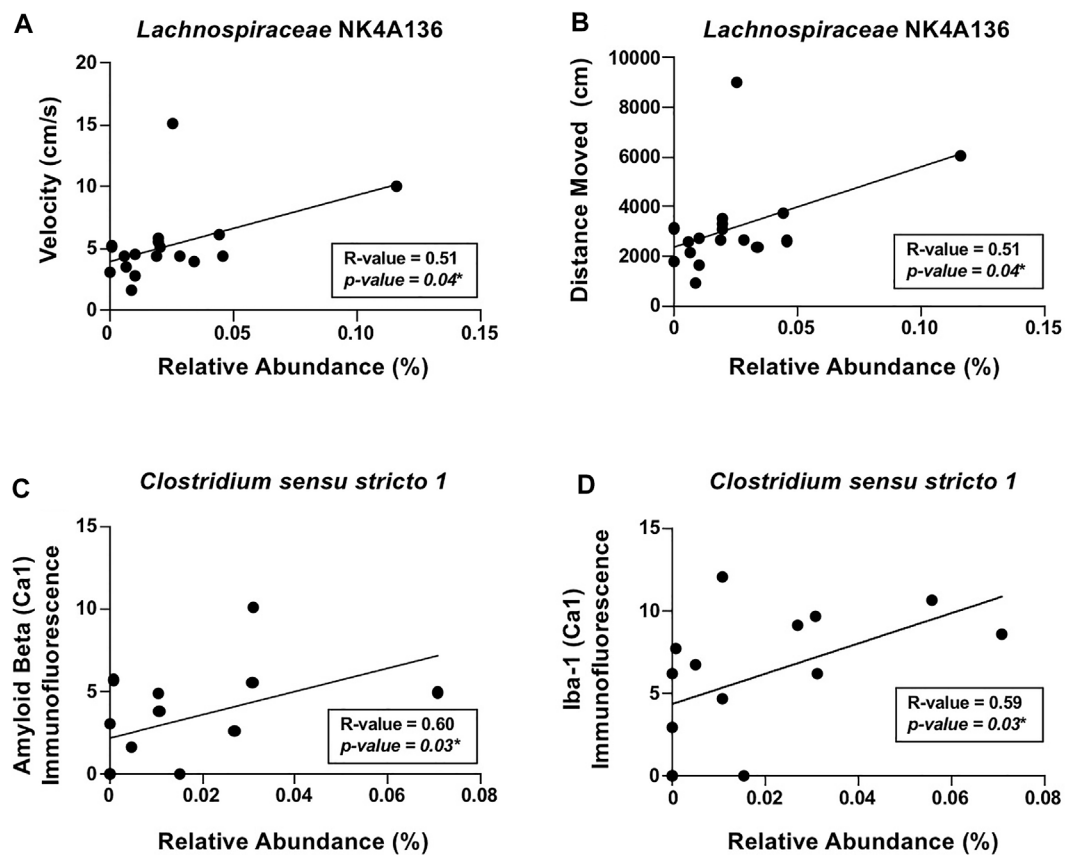 A
Lachnospiraceae NK4A136
Velocity (cm/s)
20
15
10
5
0
0
0.05
0.10
0.15
R-value = 0.51
p-value = 0.04*
Relative Abundance (%)
B
Lachnospiraceae NK4A136
Distance Moved (cm)
10000
8000
6000
4000
2000
0
0
0.05
0.10
0.15
R-value = 0.51
p-value = 0.04*
Relative Abundance (%)
C
Clostridium sensu stricto 1
Amyloid Beta (Ca1)
Immunofluorescence
15
10
5
0
0
0.02
0.04
0.06
0.08
R-value = 0.60
p-value = 0.03*
Relative Abundance (%)
D
Clostridium sensu stricto 1
Iba-1 (Ca1)
Immunofluorescence
15
10
5
0
0
0.02
0.04
0.06
0.08
R-value = 0.59
p-value = 0.03*
Relative Abundance (%)